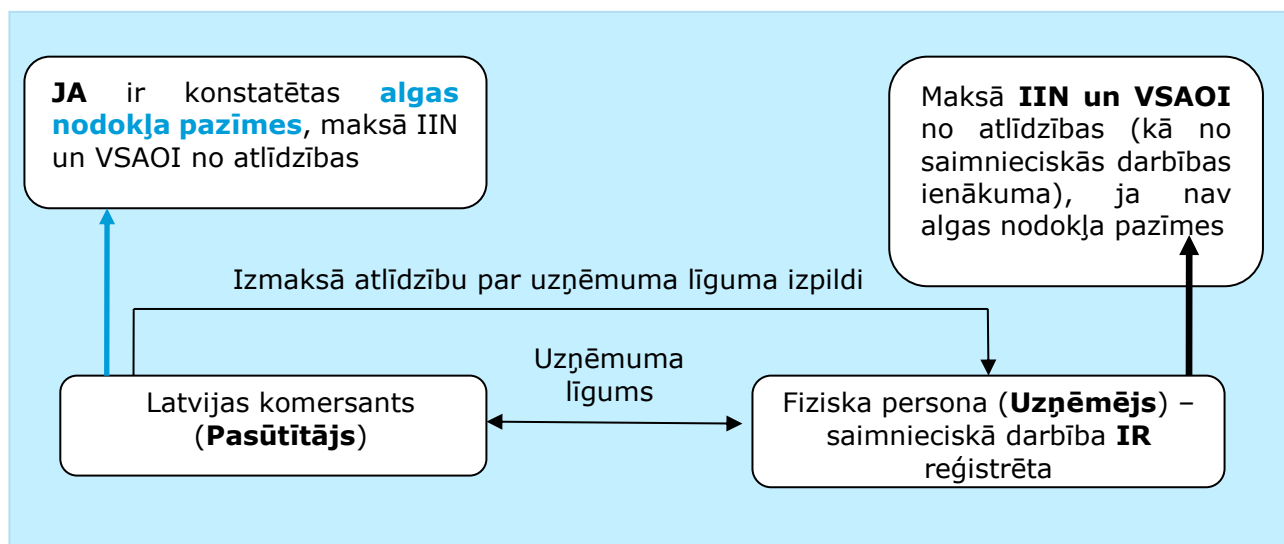 JA ir konstatētas algas
nodokļa pazīmes, maksā IIN
un VSAOI no atlīdzības
Maksā IIN un VSAOI
no atlīdzības (kā no
saimnieciskās darbības
ienākuma), ja nav
algas nodokļa pazīmes
Izmaksā atlīdzību par uzņēmuma līguma izpildi
Uzņēmuma
līgums
Latvijas komersants
(Pasūtītājs)
Fiziska persona (Uzņēmējs) –
saimnieciskā darbība IR
reģistrēta